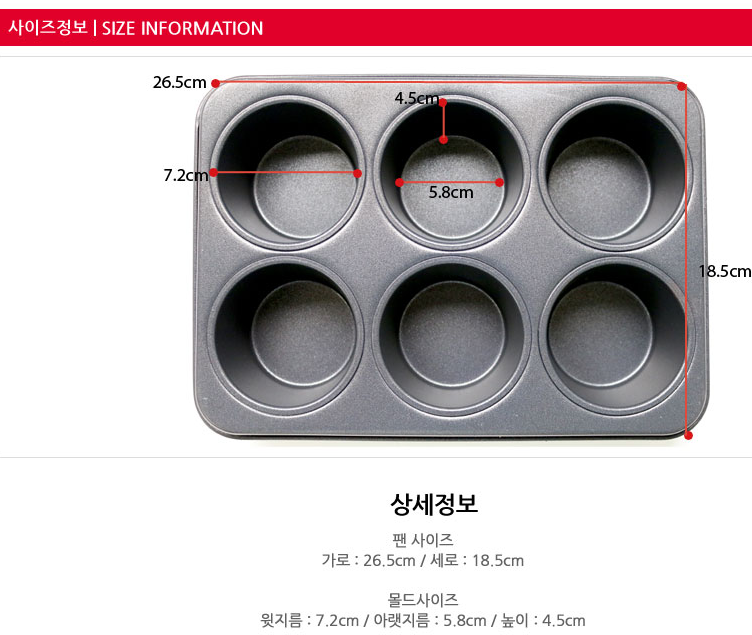 사이즈정보 | SIZE INFORMATION
26.5cm
4.5cm
7.2cm
5.8cm
18.5cm
상세정보
팬 사이즈
가로 : 26.5cm / 세로 : 18.5cm
몰드사이즈
윗지름 : 7.2cm / 아랫지름 : 5.8cm / 높이 : 4.5cm